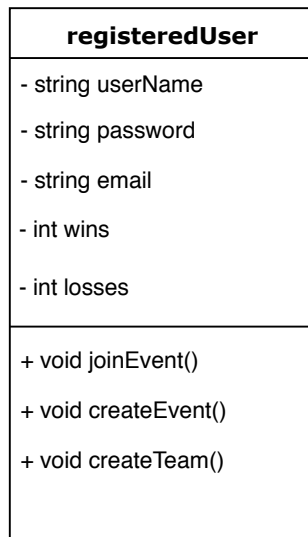 registeredUser
- string userName
- string password
- string email
- int wins
- int losses
+ void joinEvent()
+ void createEvent()
+ void createTeam()